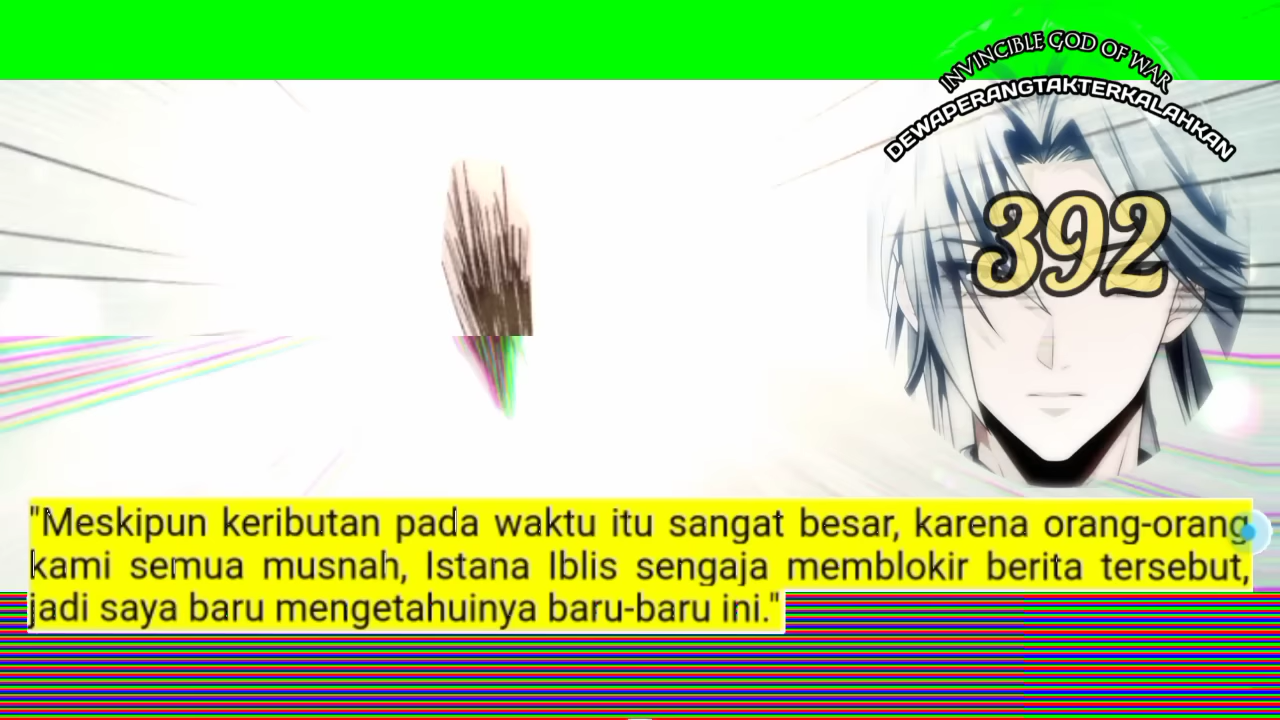 INVINCIBLE GOD OF WAR
DEWAPERANGTAKTERKALAHKAN
392
"Meskipun keributan pada waktu itu sangat besar, karena orang-orang
kami semua musnah, Istana Iblis sengaja memblokir berita tersebut,
jadi saya baru mengetahuinya baru-baru ini."